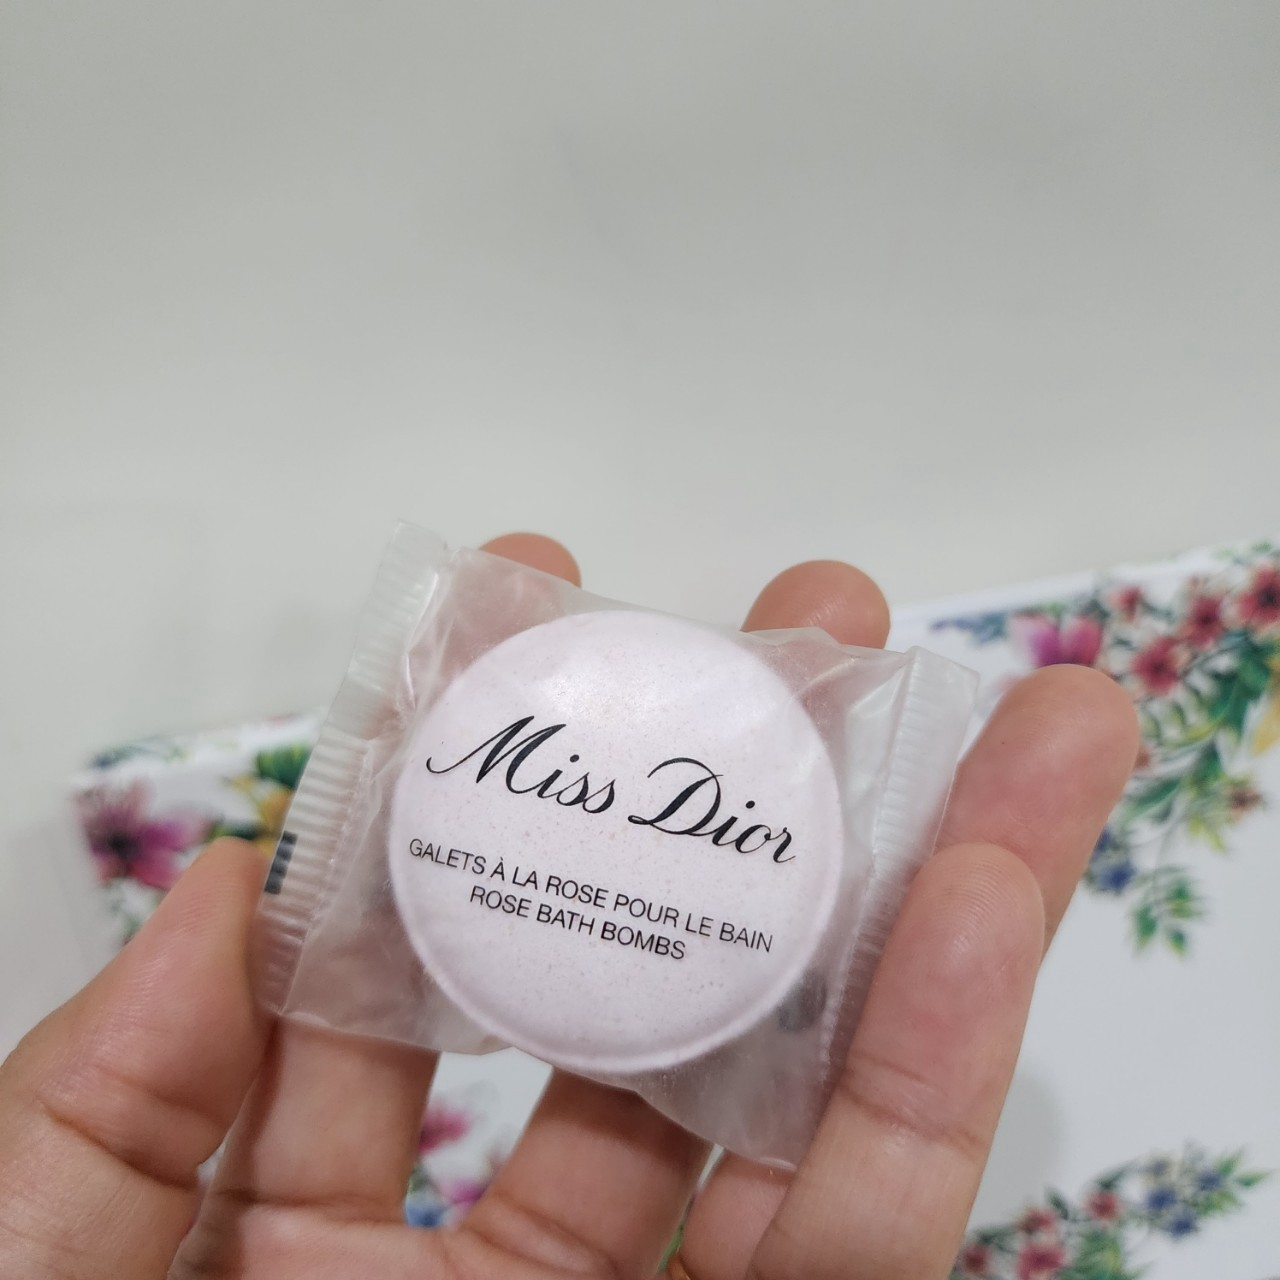 Miss Dior
GALETS À LA ROSE POUR LE BAIN
ROSE BATH BOMBS